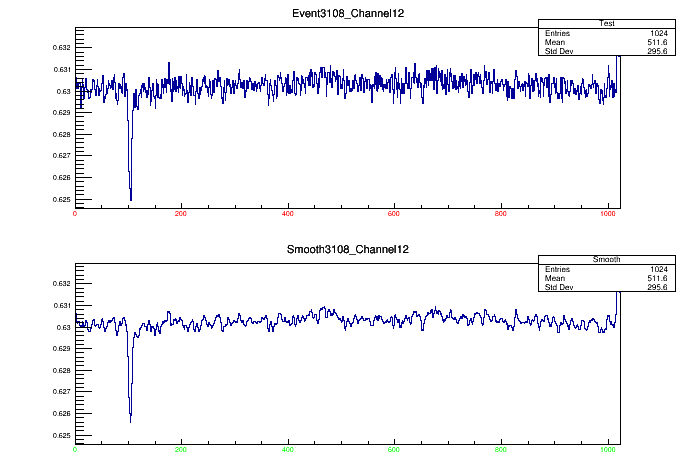 Event3108_Channel12
Test
Entries 1024
Mean 511.6
Std Dev 295.6
0.632
0.631
0.63
0.629
0.628
0.627
0.626
0.625
0 200 400 600 800 1000
Smooth3108_Channel12
Smooth
Entries 1024
Mean 511.6
Std Dev 295.6
0.632
0.631
0.63
0.629
0.628
0.627
0.626
0.625
0 200 400 600 800 1000